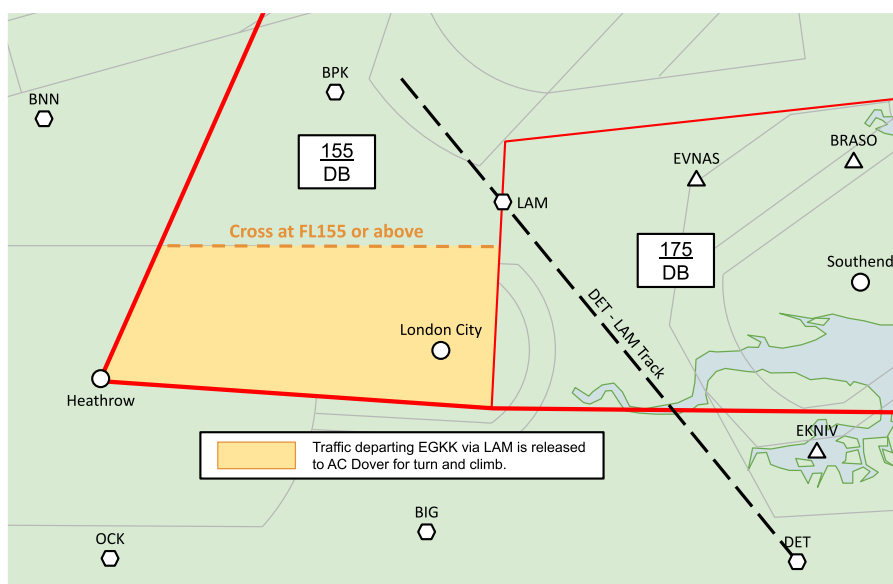 BPK
BNN
155
DB
BRASO
EVNAS
LAM
Cross at FL155 or above
175
DB
Southend
DET - LAM Track
London City
Heathrow
EKNIV
Traffic departing EGKK via LAM is released
to AC Dover for turn and climb.
BIG
OCK
DET